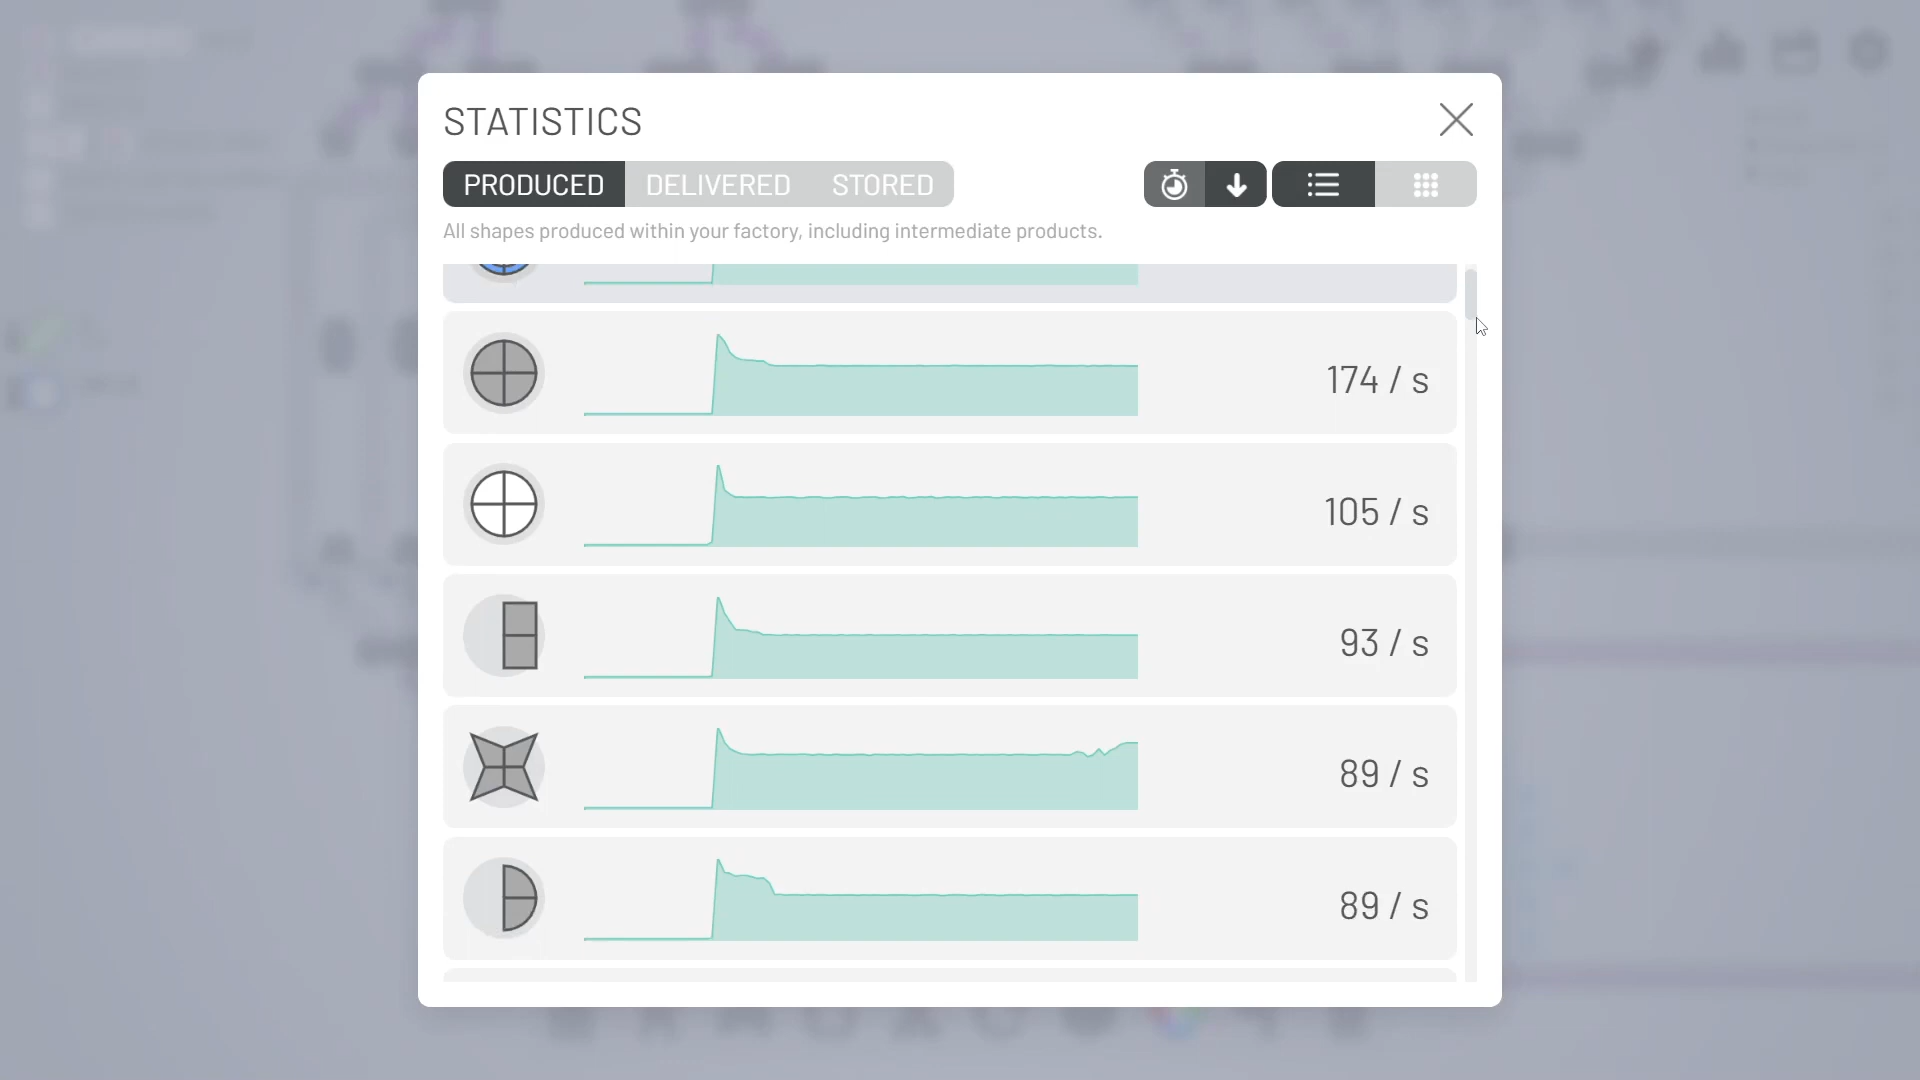 STATISTICS
PRODUCED DELIVERED STORED
All shapes produced within your factory, including intermediate products.
174 / s
105 / s
93 / s
89 / s
89 / s